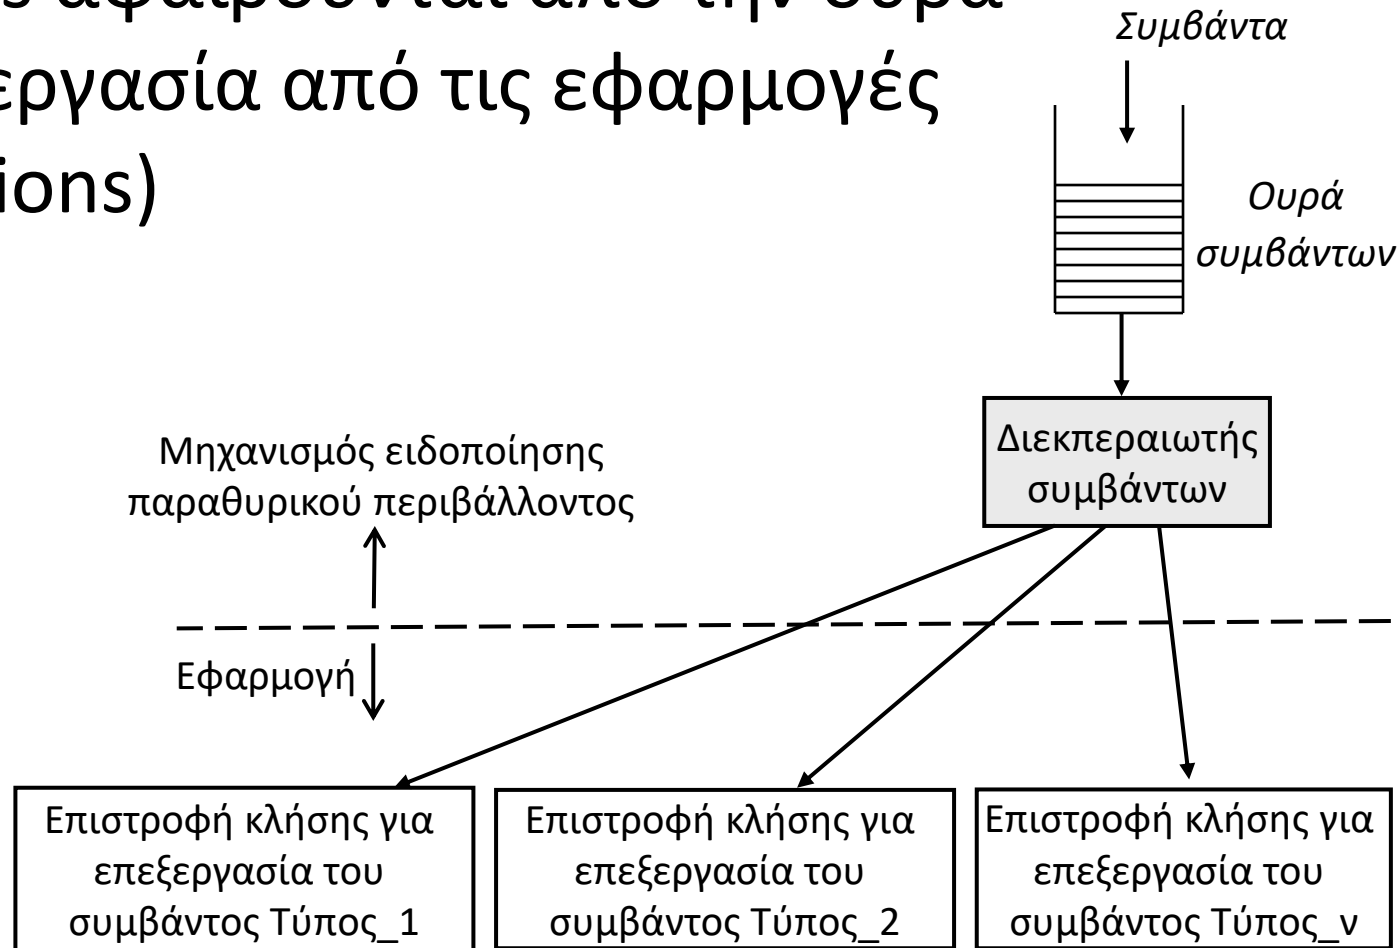 ς αφαιρούνται από την ουρά
εργασία από τις εφαρμογές
ions)
Συμβάντα
Ουρά
συμβάντων
Διεκπεραιωτής
συμβάντων
Μηχανισμός ειδοποίησης
παραθυρικού περιβάλλοντος
Εφαρμογή
Επιστροφή κλήσης για
επεξεργασία του
συμβάντος Τύπος_1
Επιστροφή κλήσης για
επεξεργασία του
συμβάντος Τύπος_2
Επιστροφή κλήσης για
επεξεργασία του
συμβάντος Τύπος_ν